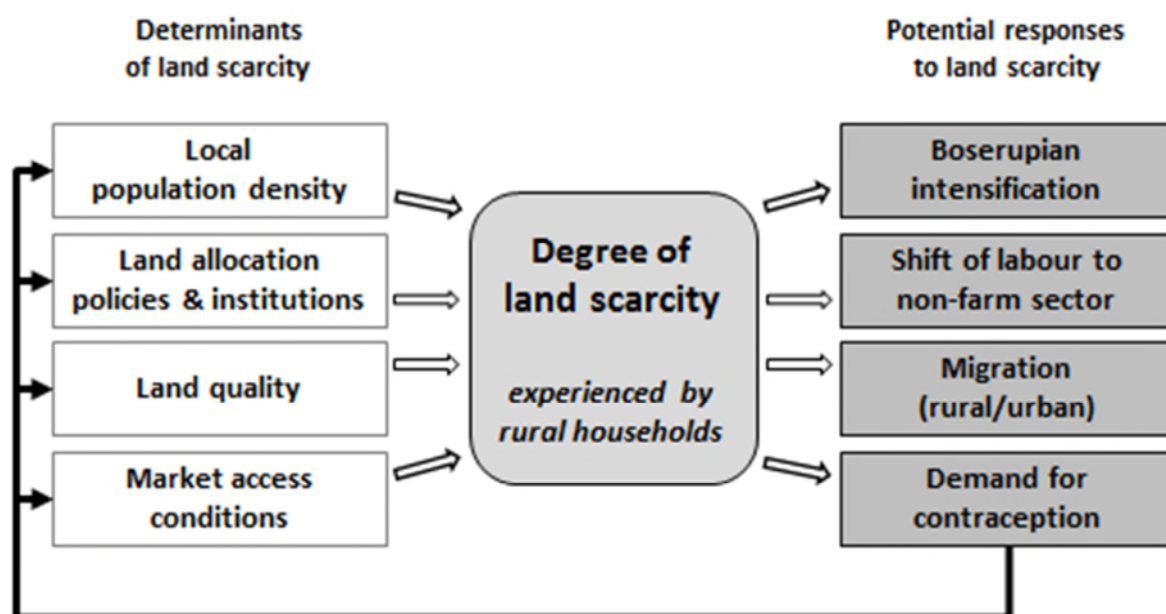 Determinants
of land scarcity
Potential responses
to land scarcity
Local
population density
Land allocation
policies & institutions
Land quality
Market access
conditions
Degree of
land scarcity
experienced by
rural households
Boserupian
intensification
Shift of labour to
non-farm sector
Migration
(rural/urban)
Demand for
contraception